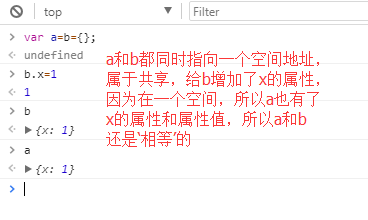 top
Filter
> var a=b={};
< undefined
> b.x=1
< 1
> b
< ▶{x: 1}
> a
< ▶{x: 1}
>
a和b都同时指向一个空间地址，
属于共享，给b增加了x的属性，
因为在一个空间，所以a也有了
x的属性和属性值，所以a和b
还是‘相等’的